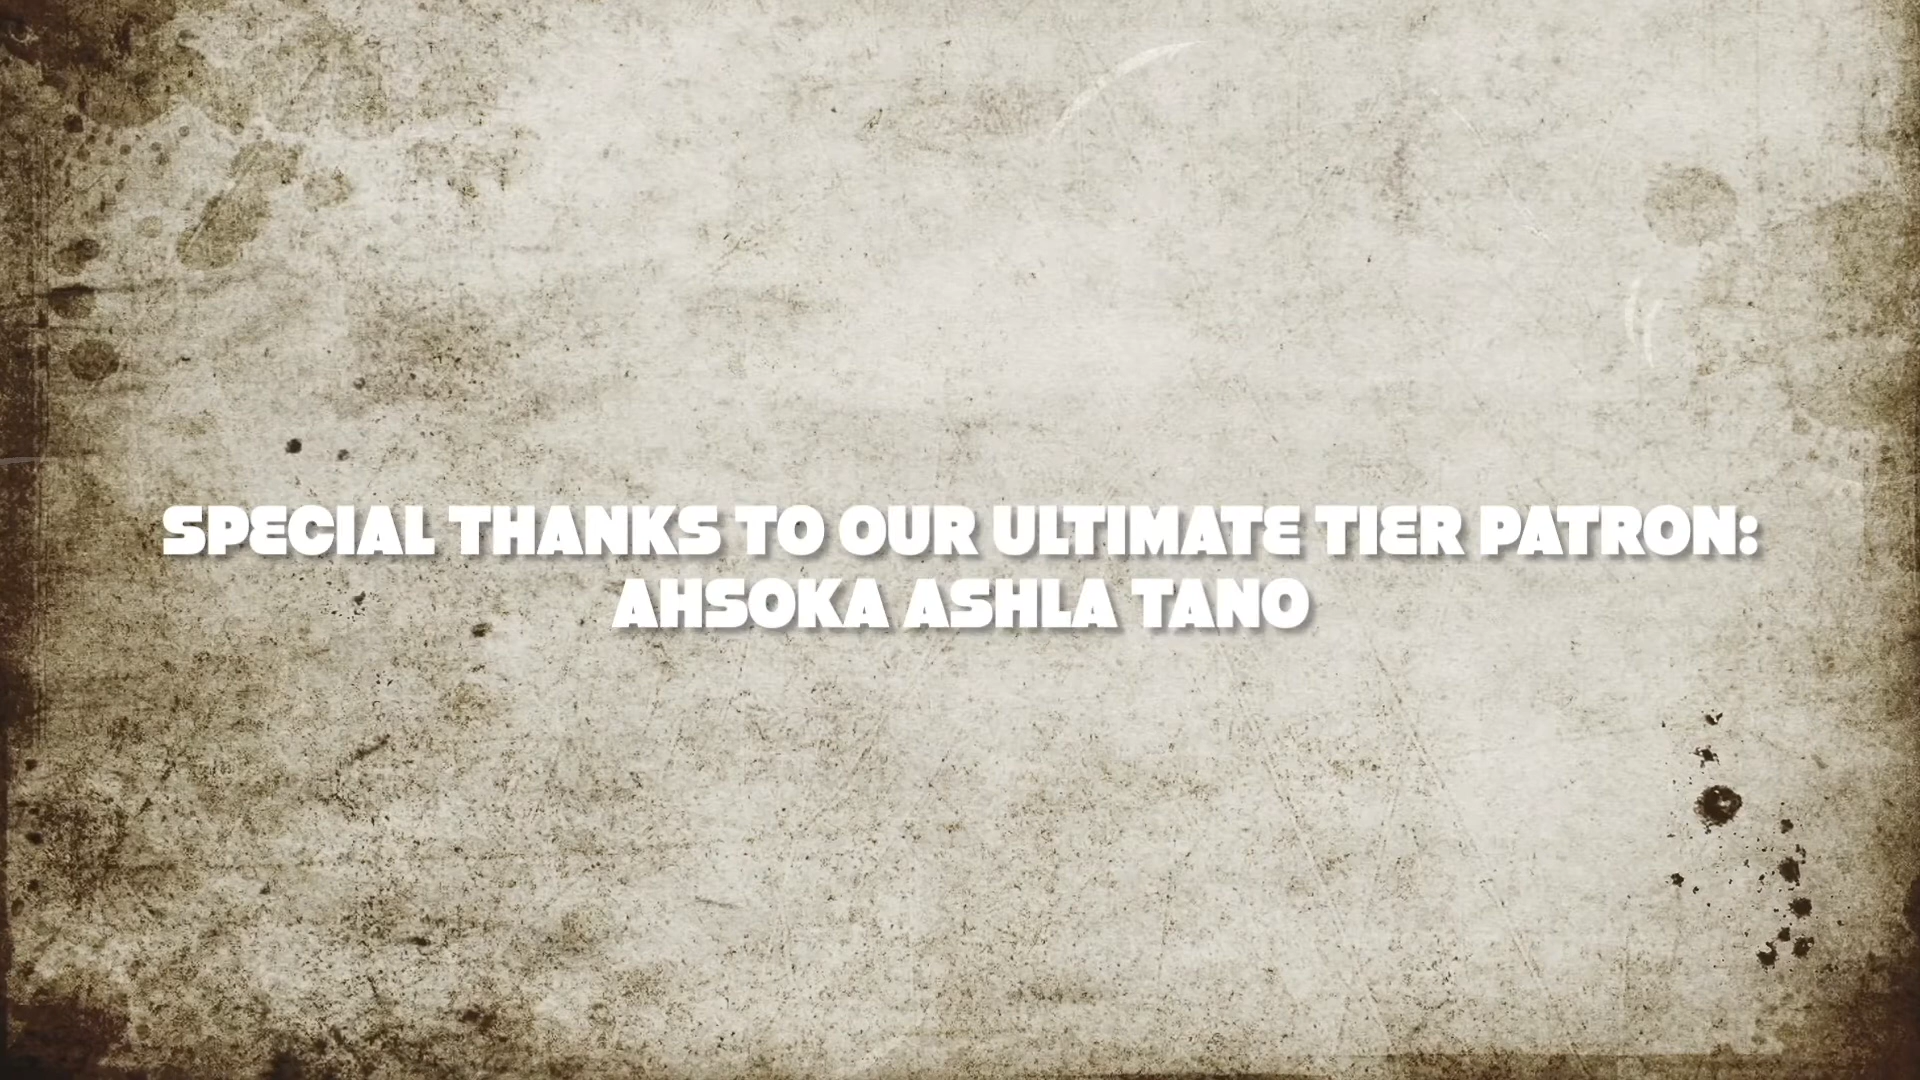 SPECIAL THANKS TO OUR ULTIMATE TIER PATRON:
AHSOKA ASHLA TANO